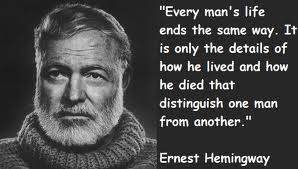 "Every man's life
ends the same way. It
is only the details of
how he lived and how
he died that
distinguish one man
from another."
Ernest Hemingway